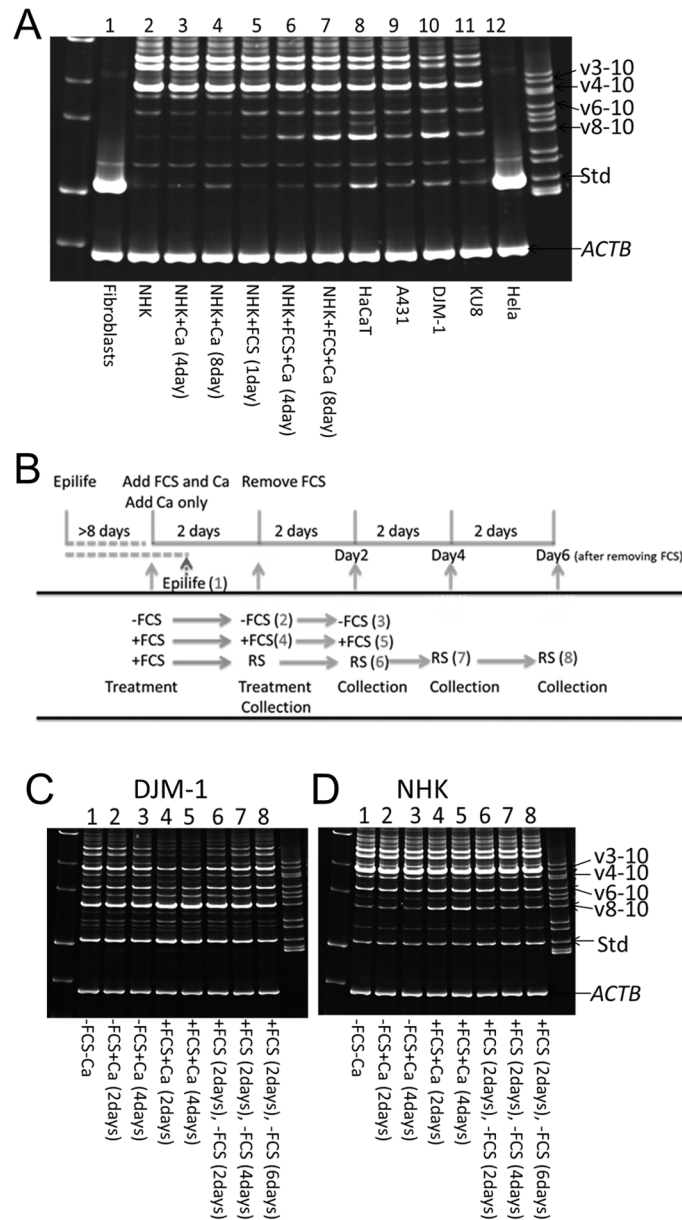 A
1 2 3 4 5 6 7 8 9 10 11 12
v3-10
v4-10
v6-10
v8-10
Std
ACTB
Fibroblasts
NHK
NHK+Ca (4day)
NHK+Ca (8day)
NHK+FCS (1day)
NHK+FCS+Ca (4day)
NHK+FCS+Ca (8day)
HaCaT
A431
DJM-1
KU8
Hela
B
Epilife Add FCS and Ca Remove FCS
Add Ca only
>8 days 2 days 2 days 2 days 2 days
Day2 Day4 Day6 (after removing FCS)
Epilife (1)
-FCS -FCS (2) -FCS (3)
+FCS +FCS(4) +FCS (5)
+FCS RS RS (6) RS (7) RS (8)
Treatment Treatment Collection Collection Collection
Collection
C DJM-1
1 2 3 4 5 6 7 8
-FCS-Ca
-FCS+Ca (2days)
-FCS+Ca (4days)
+FCS+Ca (2days)
+FCS+Ca (4days)
+FCS (2days), -FCS (2days)
+FCS (2days), -FCS (4days)
+FCS (2days), -FCS (6days)
D NHK
1 2 3 4 5 6 7 8
v3-10
v4-10
v6-10
v8-10
Std
ACTB
-FCS-Ca
-FCS+Ca (2days)
-FCS+Ca (4days)
+FCS+Ca (2days)
+FCS+Ca (4days)
+FCS (2days), -FCS (2days)
+FCS (2days), -FCS (4days)
+FCS (2days), -FCS (6days)